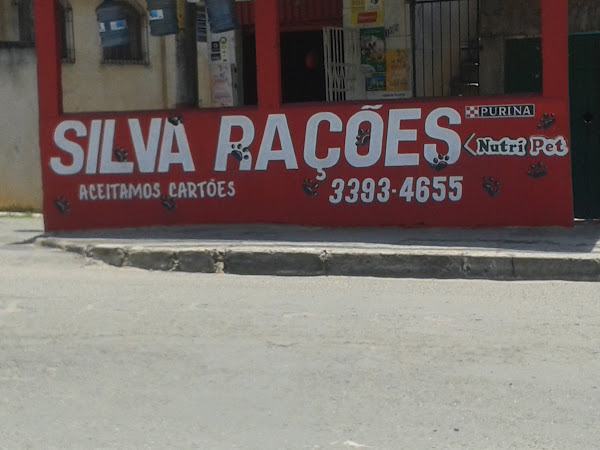 SILVA RAÇÕES
PURINA
Nutri Pet
ACEITAMOS CARTÕES
3393-4655